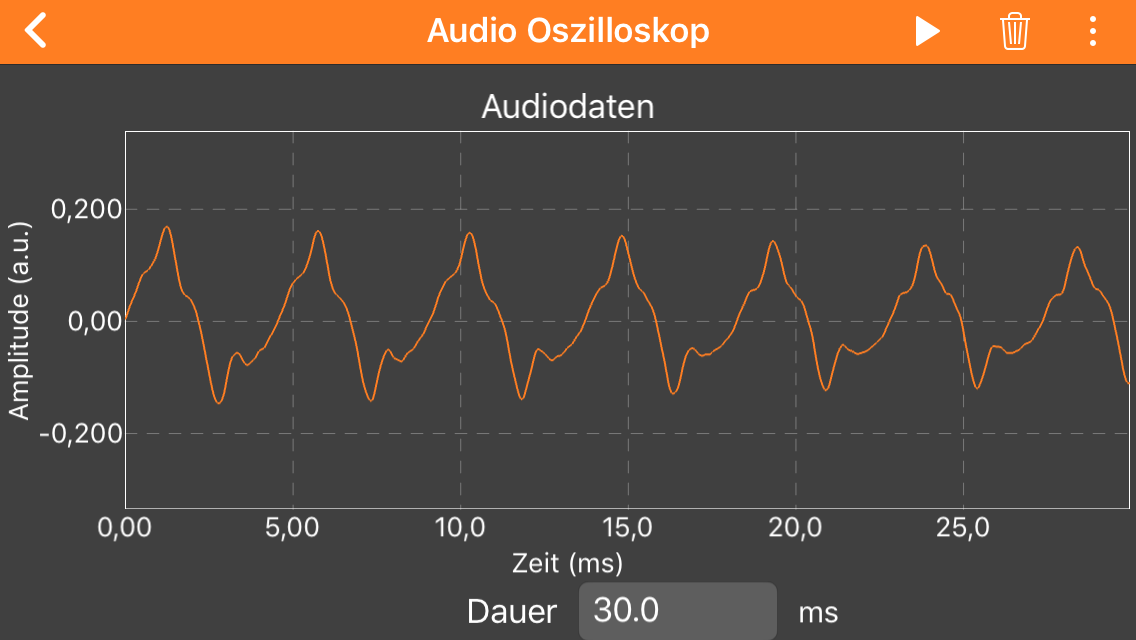 Audio Oszilloskop
Audiodaten
Amplitude (a.u.)
0,200
0,00
-0,200
0,00 5,00 10,0 15,0 20,0 25,0
Zeit (ms)
Dauer 30.0 ms